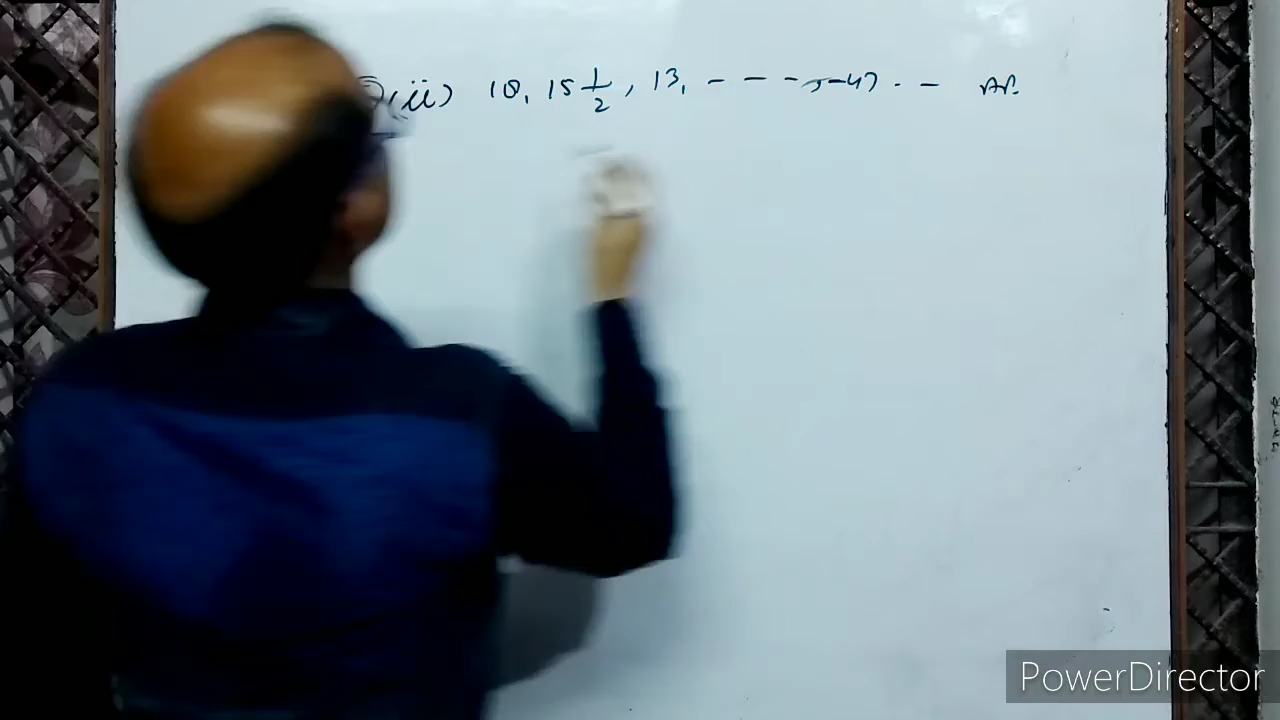 (ii) 18, 15 1/2, 13, - - - , -47 . - AP.
PowerDirector